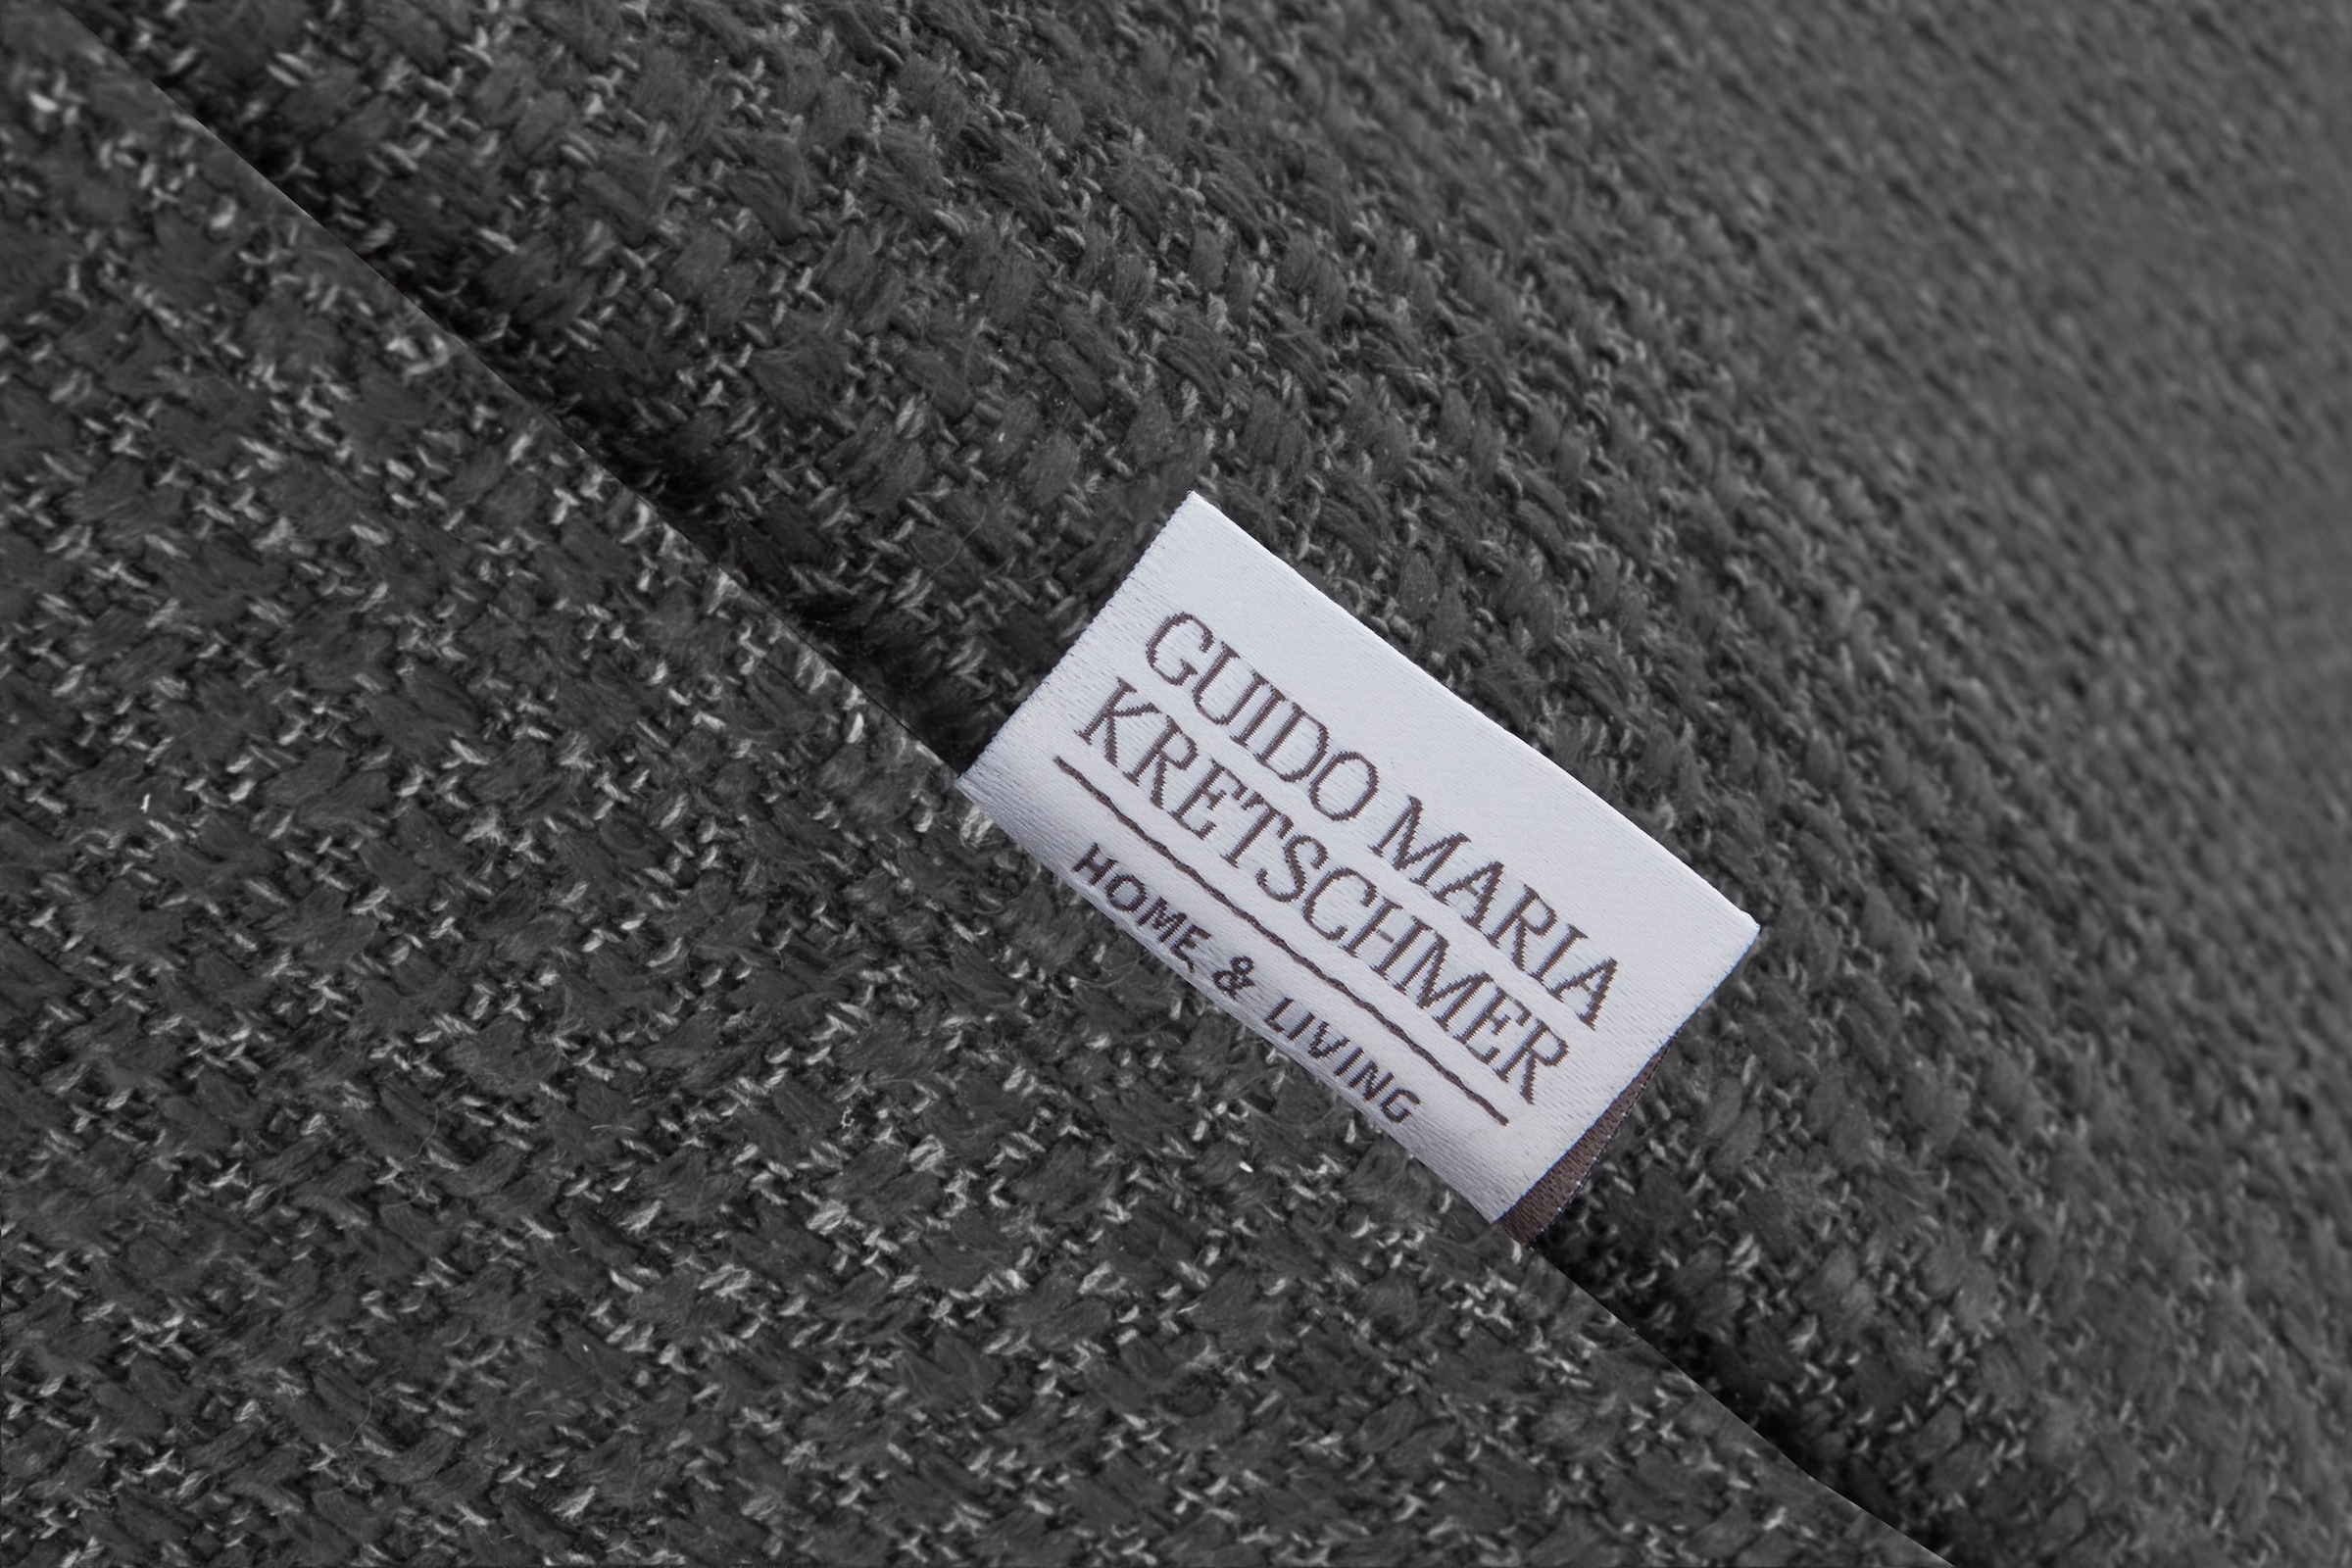 GUIDO MARIA
KRETSCHMER
HOME & LIVING